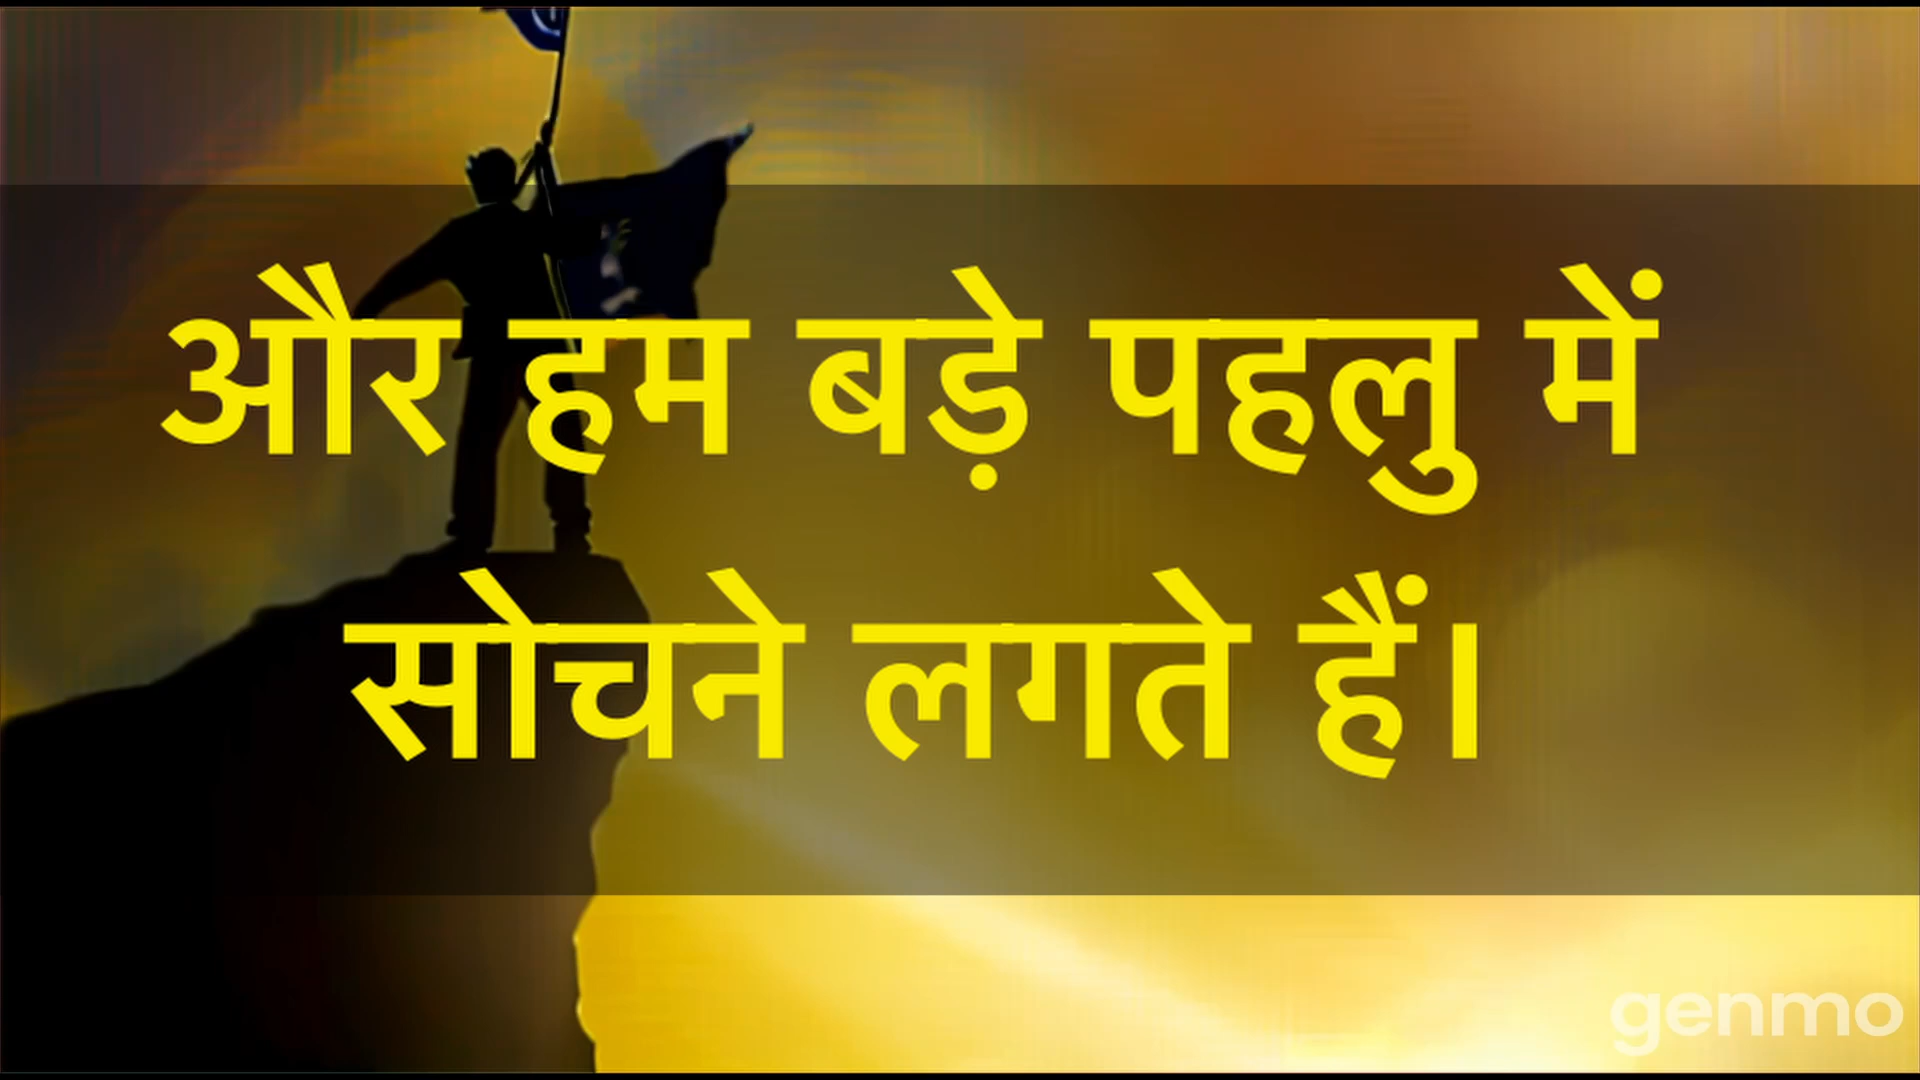 और हम बड़े पहलु में
सोचने लगते हैं।
genmo